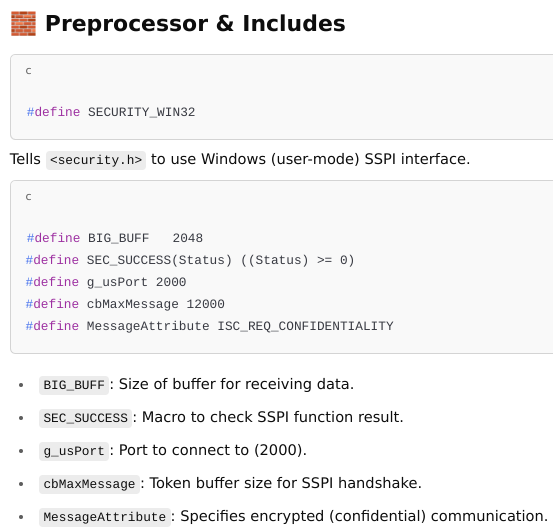 🧱 Preprocessor & Includes
c
#define SECURITY_WIN32
Tells <security.h> to use Windows (user-mode) SSPI interface.
c
#define BIG_BUFF   2048
#define SEC_SUCCESS(Status) ((Status) >= 0)
#define g_usPort 2000
#define cbMaxMessage 12000
#define MessageAttribute ISC_REQ_CONFIDENTIALITY
• BIG_BUFF: Size of buffer for receiving data.
• SEC_SUCCESS: Macro to check SSPI function result.
• g_usPort: Port to connect to (2000).
• cbMaxMessage: Token buffer size for SSPI handshake.
• MessageAttribute: Specifies encrypted (confidential) communication.